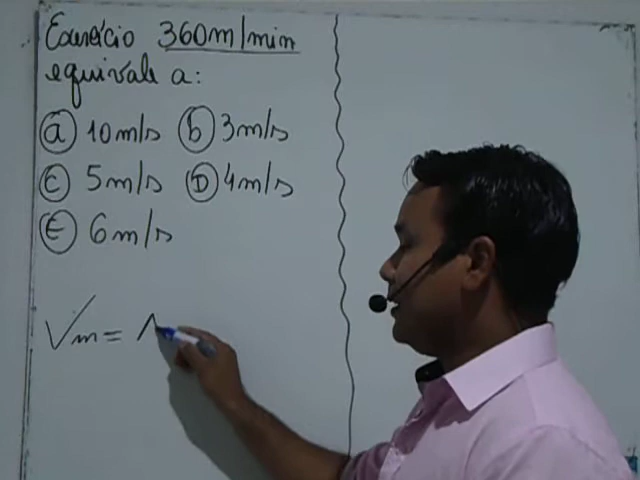 Exercício 360m/min
equivale a:
a 10m/s b 3m/s
C 5m/s D 4m/s
E 6m/s
Vm =